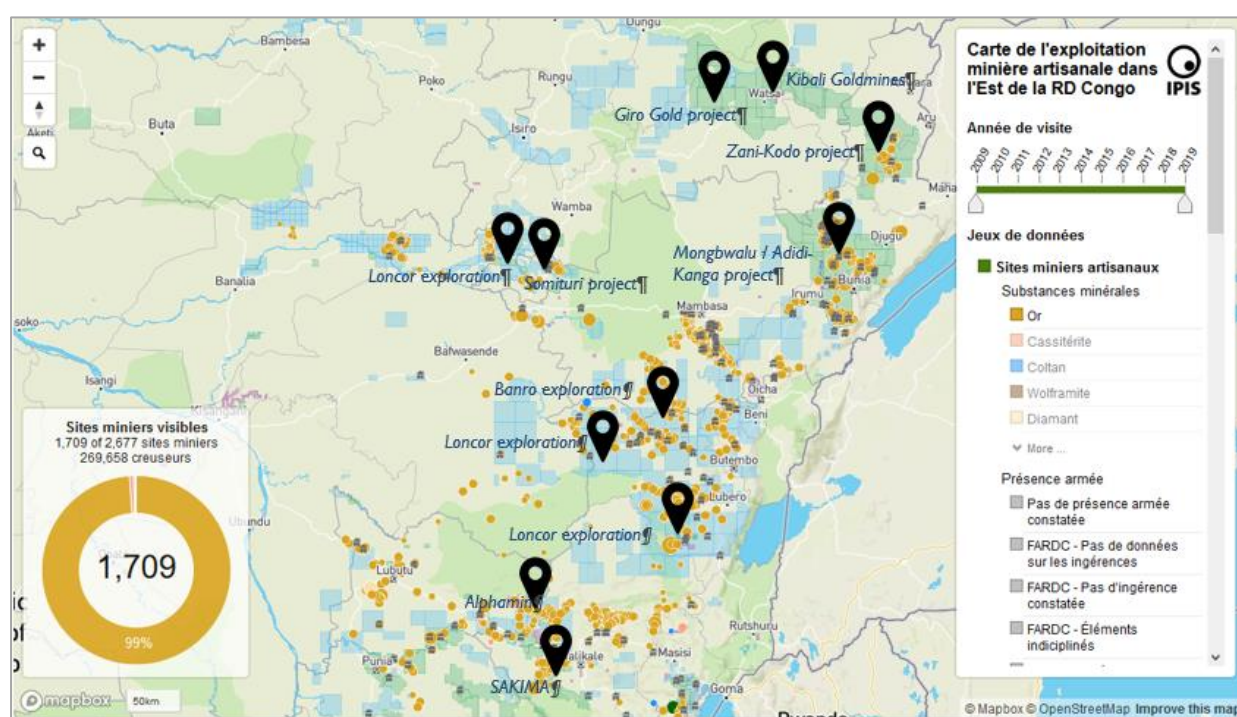 Dungu
Bambesa
Poko
Rungu
Kibali Goldmines¶
Watsa
Giro Gold project¶
Aru
Buta
Aketi
Isiro
Zani-Kodo project¶
Wamba
Maha
Mongbwalu / Adidi-
Kanga project¶
Djugu
Loncor exploration¶
Somituri project¶
Banalia
Bunia
Irumu
Mambasa
soko
Bafwasende
Isangi
Banro exploration¶
Oicha
Beni
Kisangani
Loncor exploration¶
Butembo
Lubero
Ubundu
Loncor exploration¶
Lubutu
Alphamin¶
Rutshuru
Punia
alikale
Masisi
SAKIMA¶
Goma
Rwanda
ic
of
Carte de l'exploitation
minière artisanale dans
l'Est de la RD Congo
IPIS
Année de visite
2009 2010 2011 2012 2013 2014 2015 2016 2017 2018 2019
Jeux de données
Sites miniers artisanaux
Substances minérales
Or
Cassitérite
Coltan
Wolframite
Diamant
More ...
Présence armée
Pas de présence armée
constatée
FARDC - Pas de données
sur les ingérences
FARDC - Pas d'ingérence
constatée
FARDC - Éléments
indiciplinés
Sites miniers visibles
1,709 of 2,677 sites miniers
269,658 creuseurs
1,709
99%
mapbox
50km
© Mapbox © OpenStreetMap Improve this map